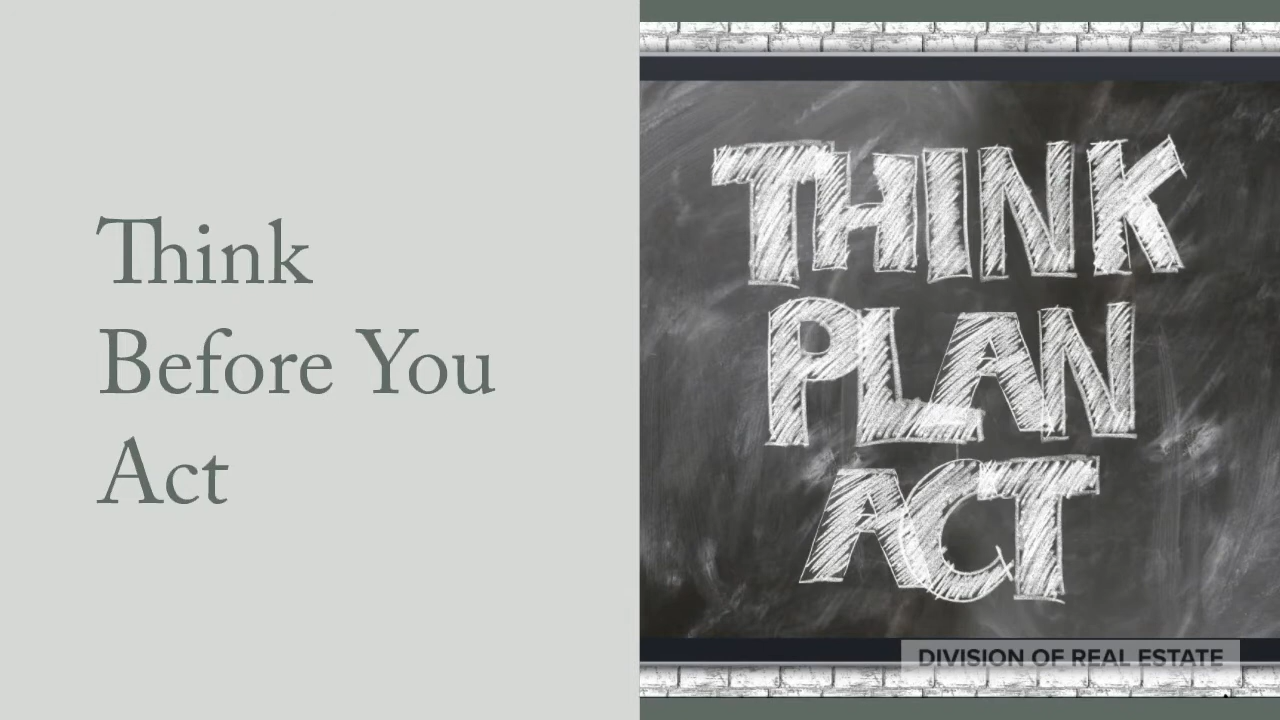 Think
Before You
Act
THINK
PLAN
ACT
DIVISION OF REAL ESTATE